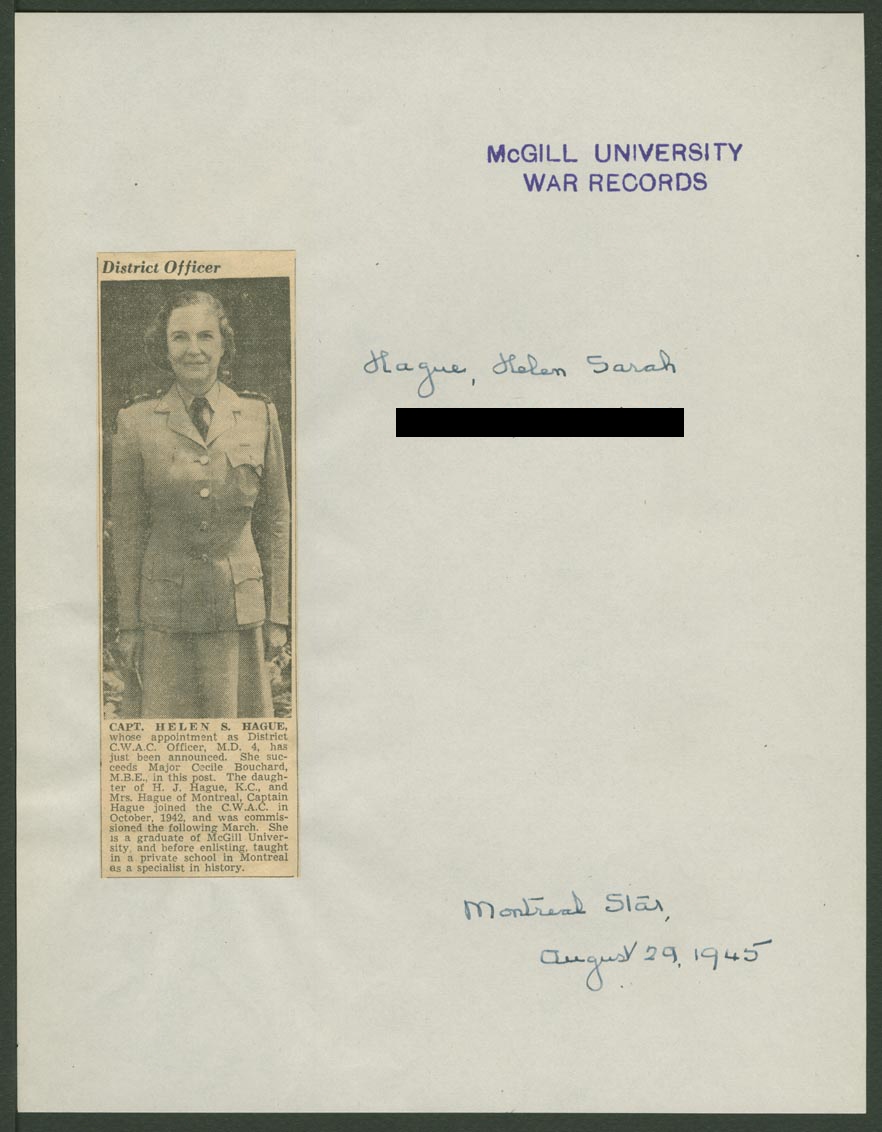 McGILL UNIVERSITY
WAR RECORDS
District Officer
Hague, Helen Sarah
CAPT. HELEN S. HAGUE,
whose appointment as District
C.W.A.C. Officer, M.D. 4, has
just been announced. She suc-
ceeds Major Cecile Bouchard,
M.B.E., in this post. The daugh-
ter of H. J. Hague, K.C., and
Mrs. Hague of Montreal, Captain
Hague joined the C.W.A.C. in
October, 1942, and was commis-
sioned the following March. She
is a graduate of McGill Univer-
sity, and before enlisting, taught
in a private school in Montreal
as a specialist in history.
Montreal Star,
August 29, 1945